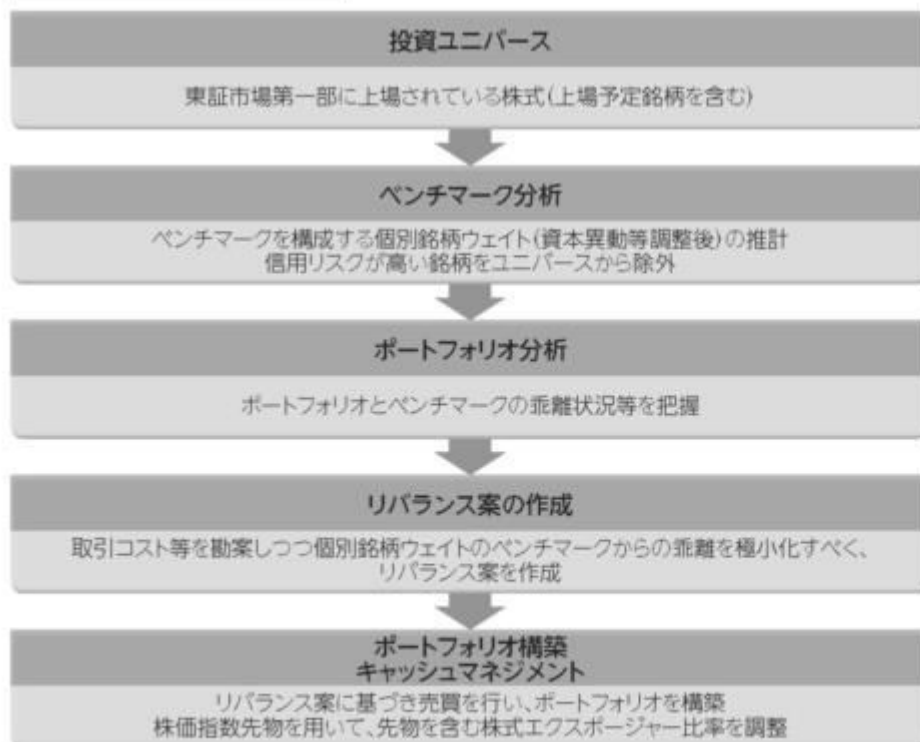 投資ユニバース
東証市場第一部に上場されている株式(上場予定銘柄を含む)
ベンチマーク分析
ベンチマークを構成する個別銘柄ウェイト(資本異動等調整後)の推計
信用リスクが高い銘柄をユニバースから除外
ポートフォリオ分析
ポートフォリオとベンチマークの乖離状況等を把握
リバランス案の作成
取引コスト等を勘案しつつ個別銘柄ウェイトのベンチマークからの乖離を極小化すべく、
リバランス案を作成
ポートフォリオ構築
キャッシュマネジメント
リバランス案に基づき売買を行い、ポートフォリオを構築
株価指数先物を用いて、先物を含む株式エクスポージャー比率を調整